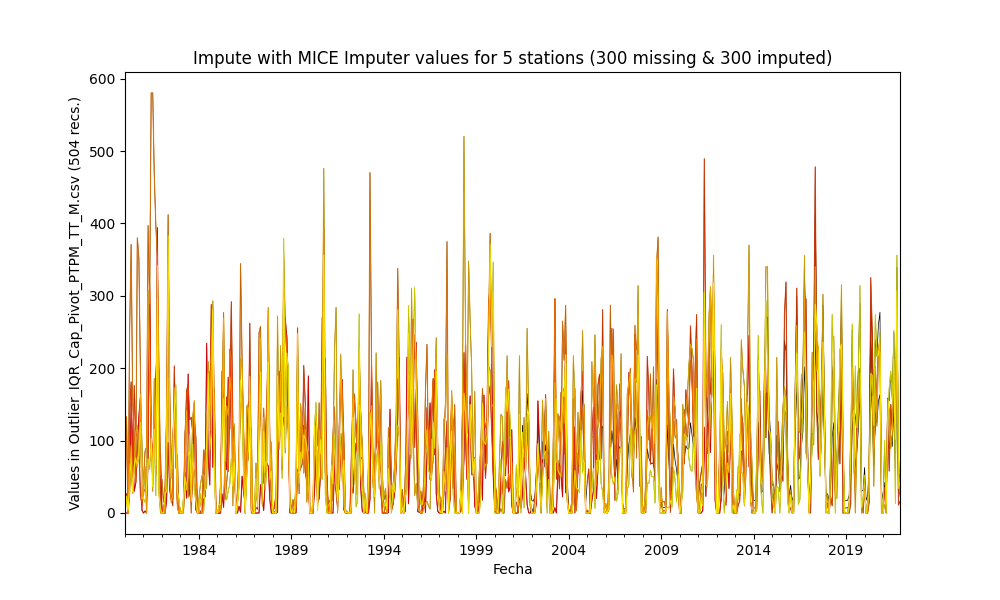 Impute with MICE Imputer values for 5 stations (300 missing & 300 imputed)
Values in Outlier_IQR_Cap_Pivot_PTPM_TT_M.csv (504 recs.)
600
500
400
300
200
100
0
1984 1989 1994 1999 2004 2009 2014 2019
Fecha